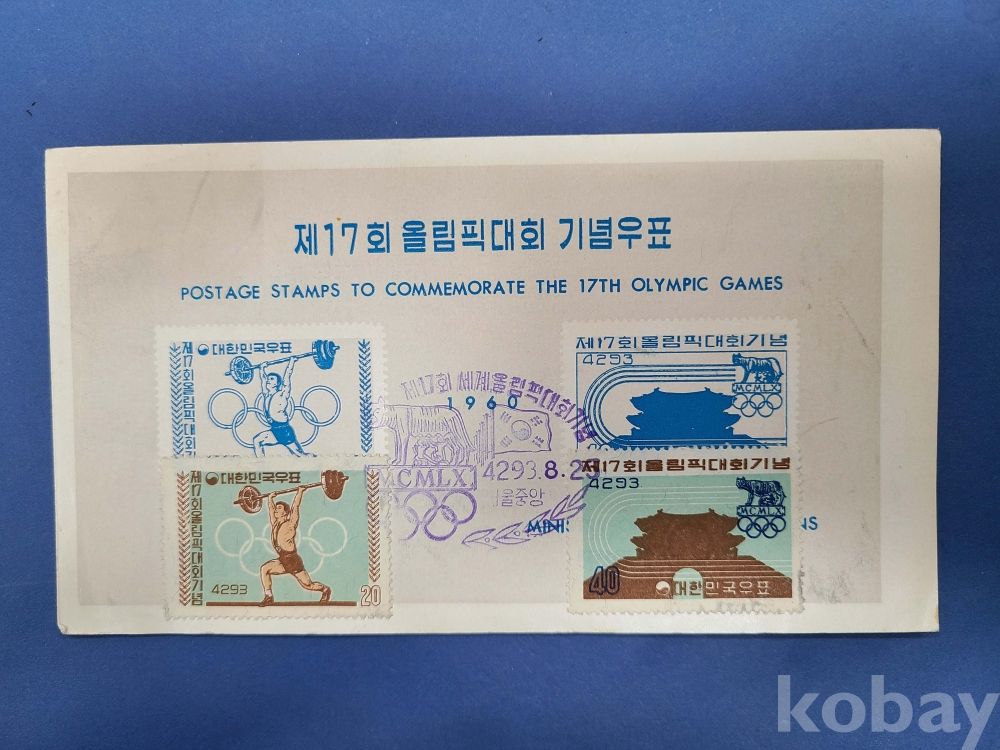 제17회 올림픽대회 기념우표
POSTAGE STAMPS TO COMMEMORATE THE 17TH OLYMPIC GAMES
대한민국우표
제17회올림픽대회
제17회올림픽대회기념
4293
MCMLX
제17회 세계올림픽대회기념
1960
MCMLX
4293.8.25
서울중앙
대한민국우표
제17회올림픽대회기념
4293
20
제17회올림픽대회기념
4293
MCMLX
40
대한민국우표
kobay